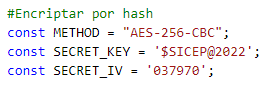 #Encriptar por hash
const METHOD = "AES-256-CBC";
const SECRET_KEY = '$SICEP@2022';
const SECRET_IV = '037970';